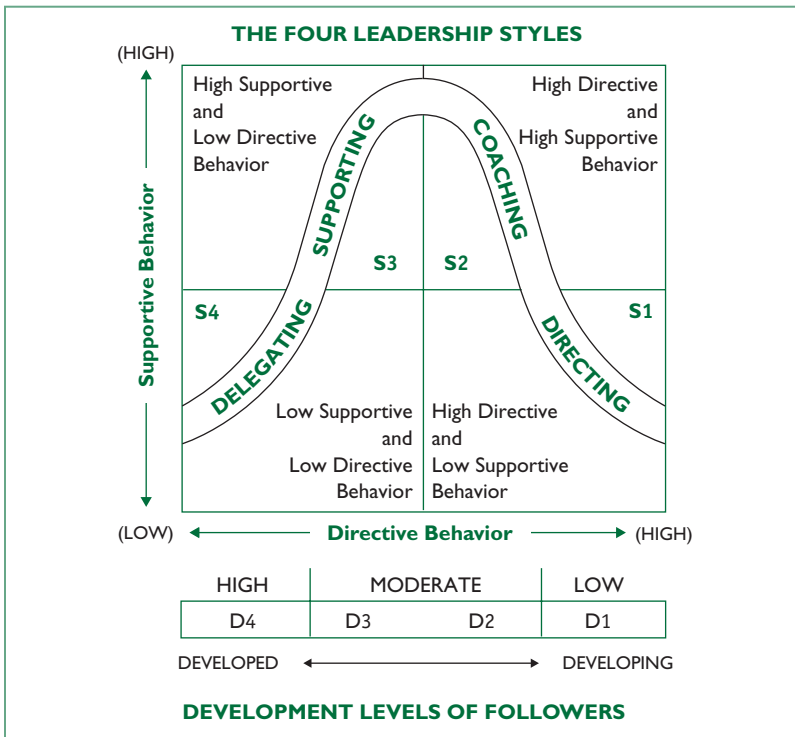 THE FOUR LEADERSHIP STYLES
(HIGH)
High Supportive
and
Low Directive
Behavior
High Directive
and
High Supportive
Behavior
SUPPORTING
COACHING
Supportive Behavior
S3
S2
S4
S1
DELEGATING
DIRECTING
Low Supportive
and
Low Directive
Behavior
High Directive
and
Low Supportive
Behavior
(LOW)
Directive Behavior
(HIGH)
HIGH
MODERATE
LOW
D4
D3
D2
D1
DEVELOPED
DEVELOPING
DEVELOPMENT LEVELS OF FOLLOWERS